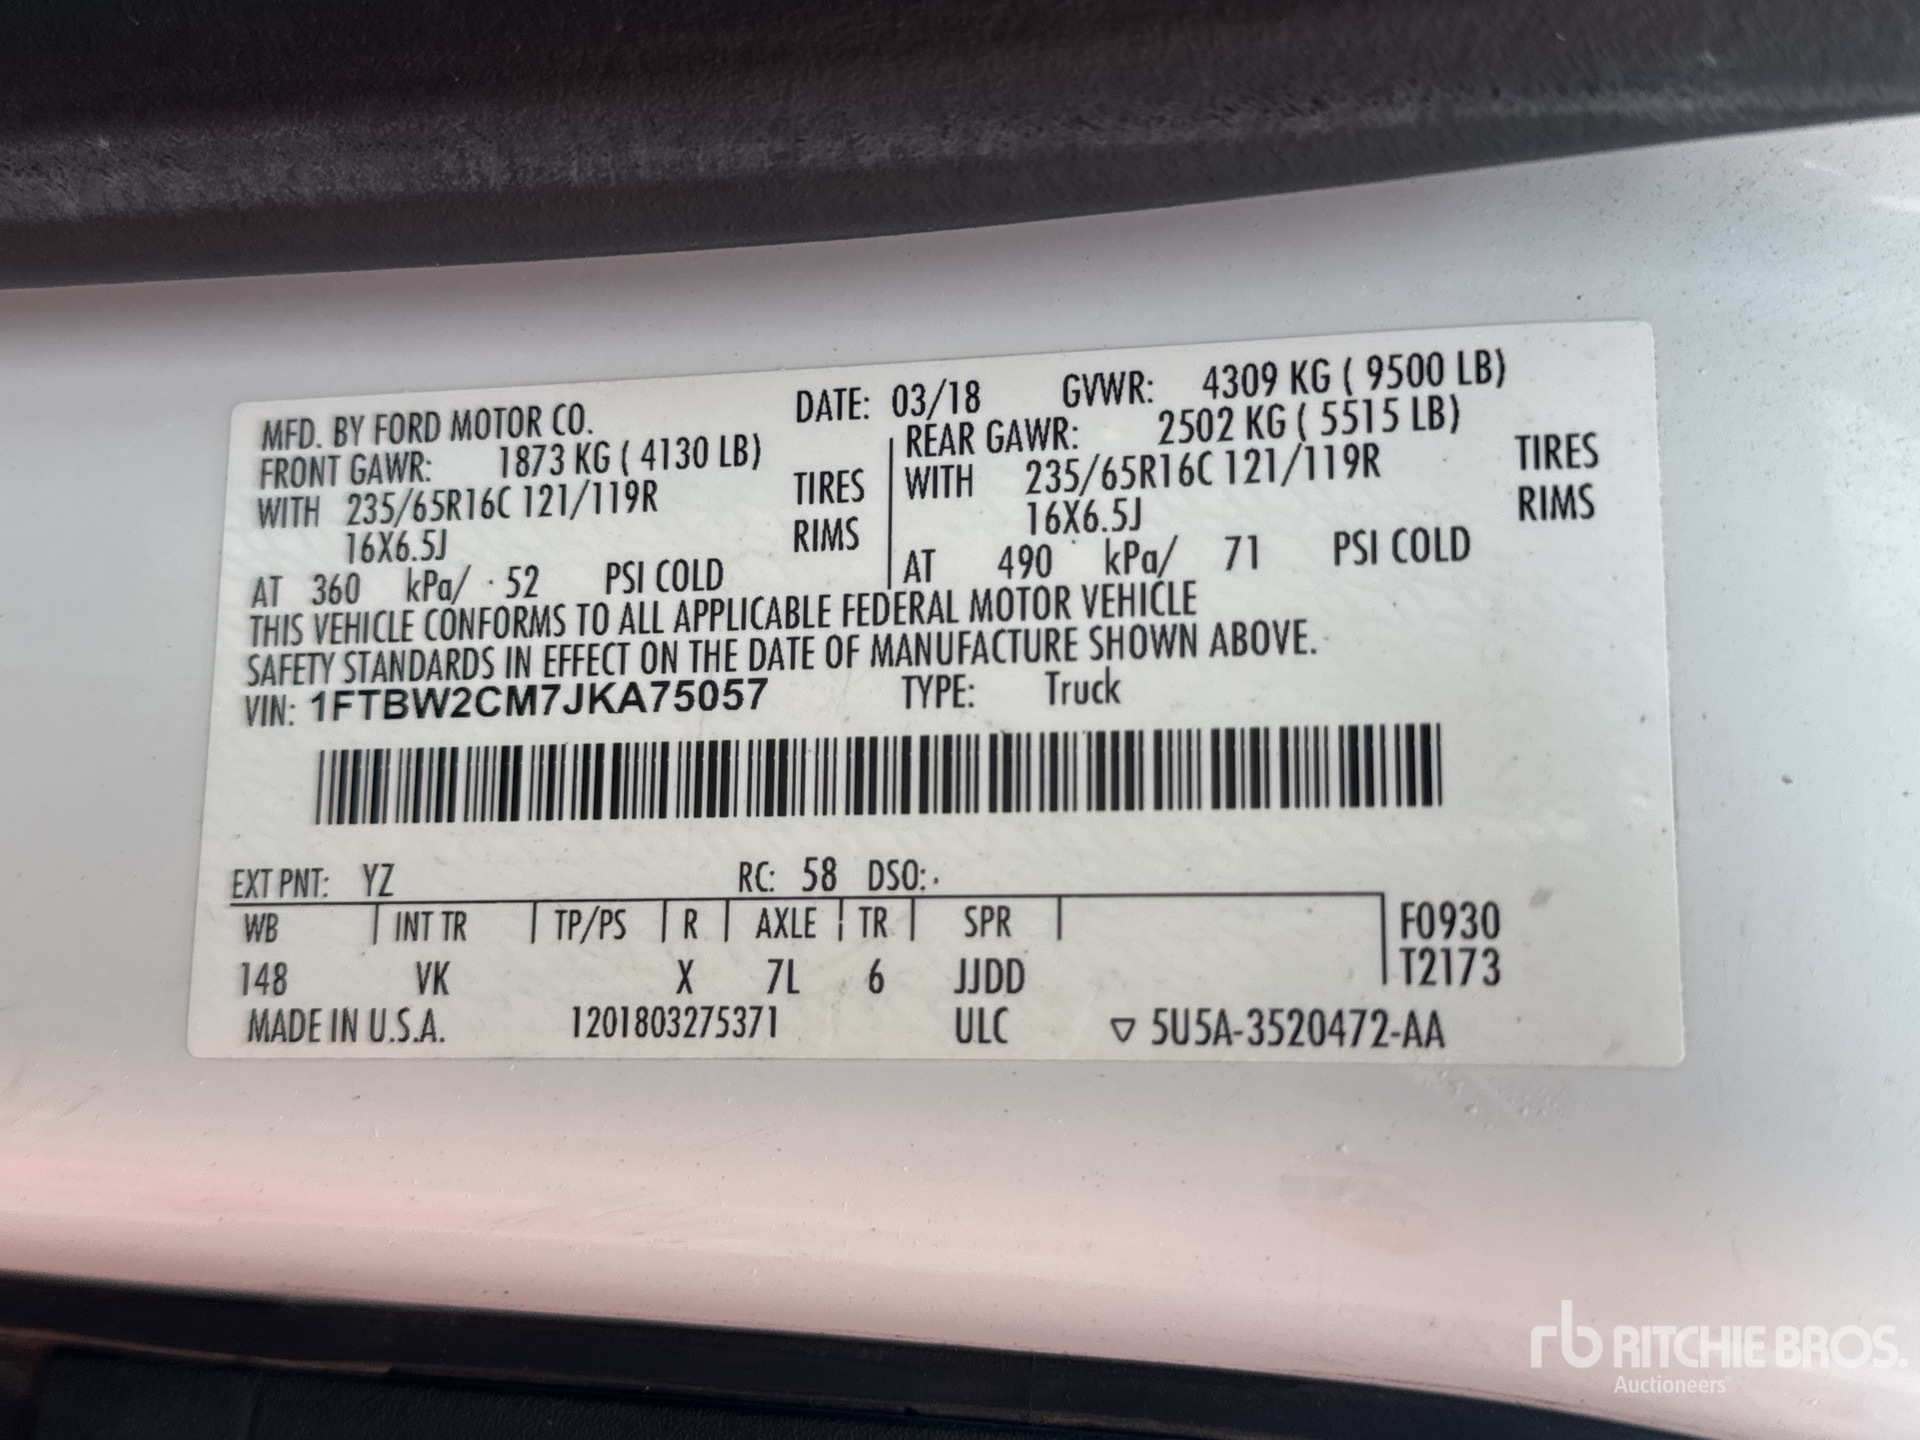 MFD. BY FORD MOTOR CO. DATE: 03/18 GVWR: 4309 KG ( 9500 LB)
FRONT GAWR: 1873 KG ( 4130 LB) REAR GAWR: 2502 KG ( 5515 LB)
WITH 235/65R16C 121/119R TIRES WITH 235/65R16C 121/119R TIRES
16X6.5J RIMS 16X6.5J RIMS
AT 360 kPa/ 52 PSI COLD AT 490 kPa/ 71 PSI COLD
THIS VEHICLE CONFORMS TO ALL APPLICABLE FEDERAL MOTOR VEHICLE
SAFETY STANDARDS IN EFFECT ON THE DATE OF MANUFACTURE SHOWN ABOVE.
VIN: 1FTBW2CM7JKA75057 TYPE: Truck
EXT PNT: YZ RC: 58 DSO:
WB INT TR TP/PS R AXLE TR SPR F0930
148 VK X 7L 6 JJDD T2173
MADE IN U.S.A. 1201803275371 ULC ▽ 5U5A-3520472-AA
rb RITCHIE BROS.
Auctioneers